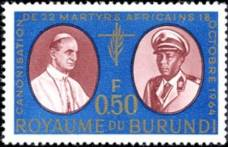 CANONISATION DE 22 MARTYRS AFRICAINS 18 OCTOBRE 1964
F
0,50
ROYAUME DU BURUNDI